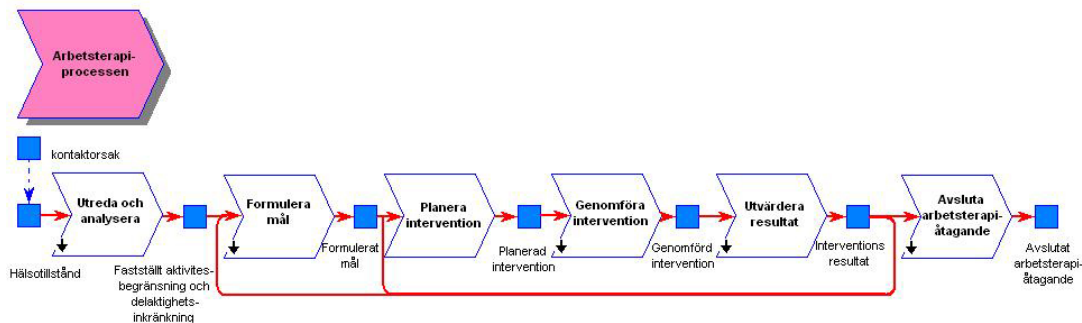 Arbetsterapi-
processen
kontaktorsak
Utreda och
analysera
Formulera
mål
Planera
intervention
Genomföra
intervention
Utvärdera
resultat
Avsluta
arbetsterapi-
åtagande
Hälsotillstånd
Fastställt aktivites-
begränsning och
delaktighets-
inkränkning
Formulerat
mål
Planerad
intervention
Genomförd
intervention
Interventions
resultat
Avslutat
arbetsterapi-
åtagande